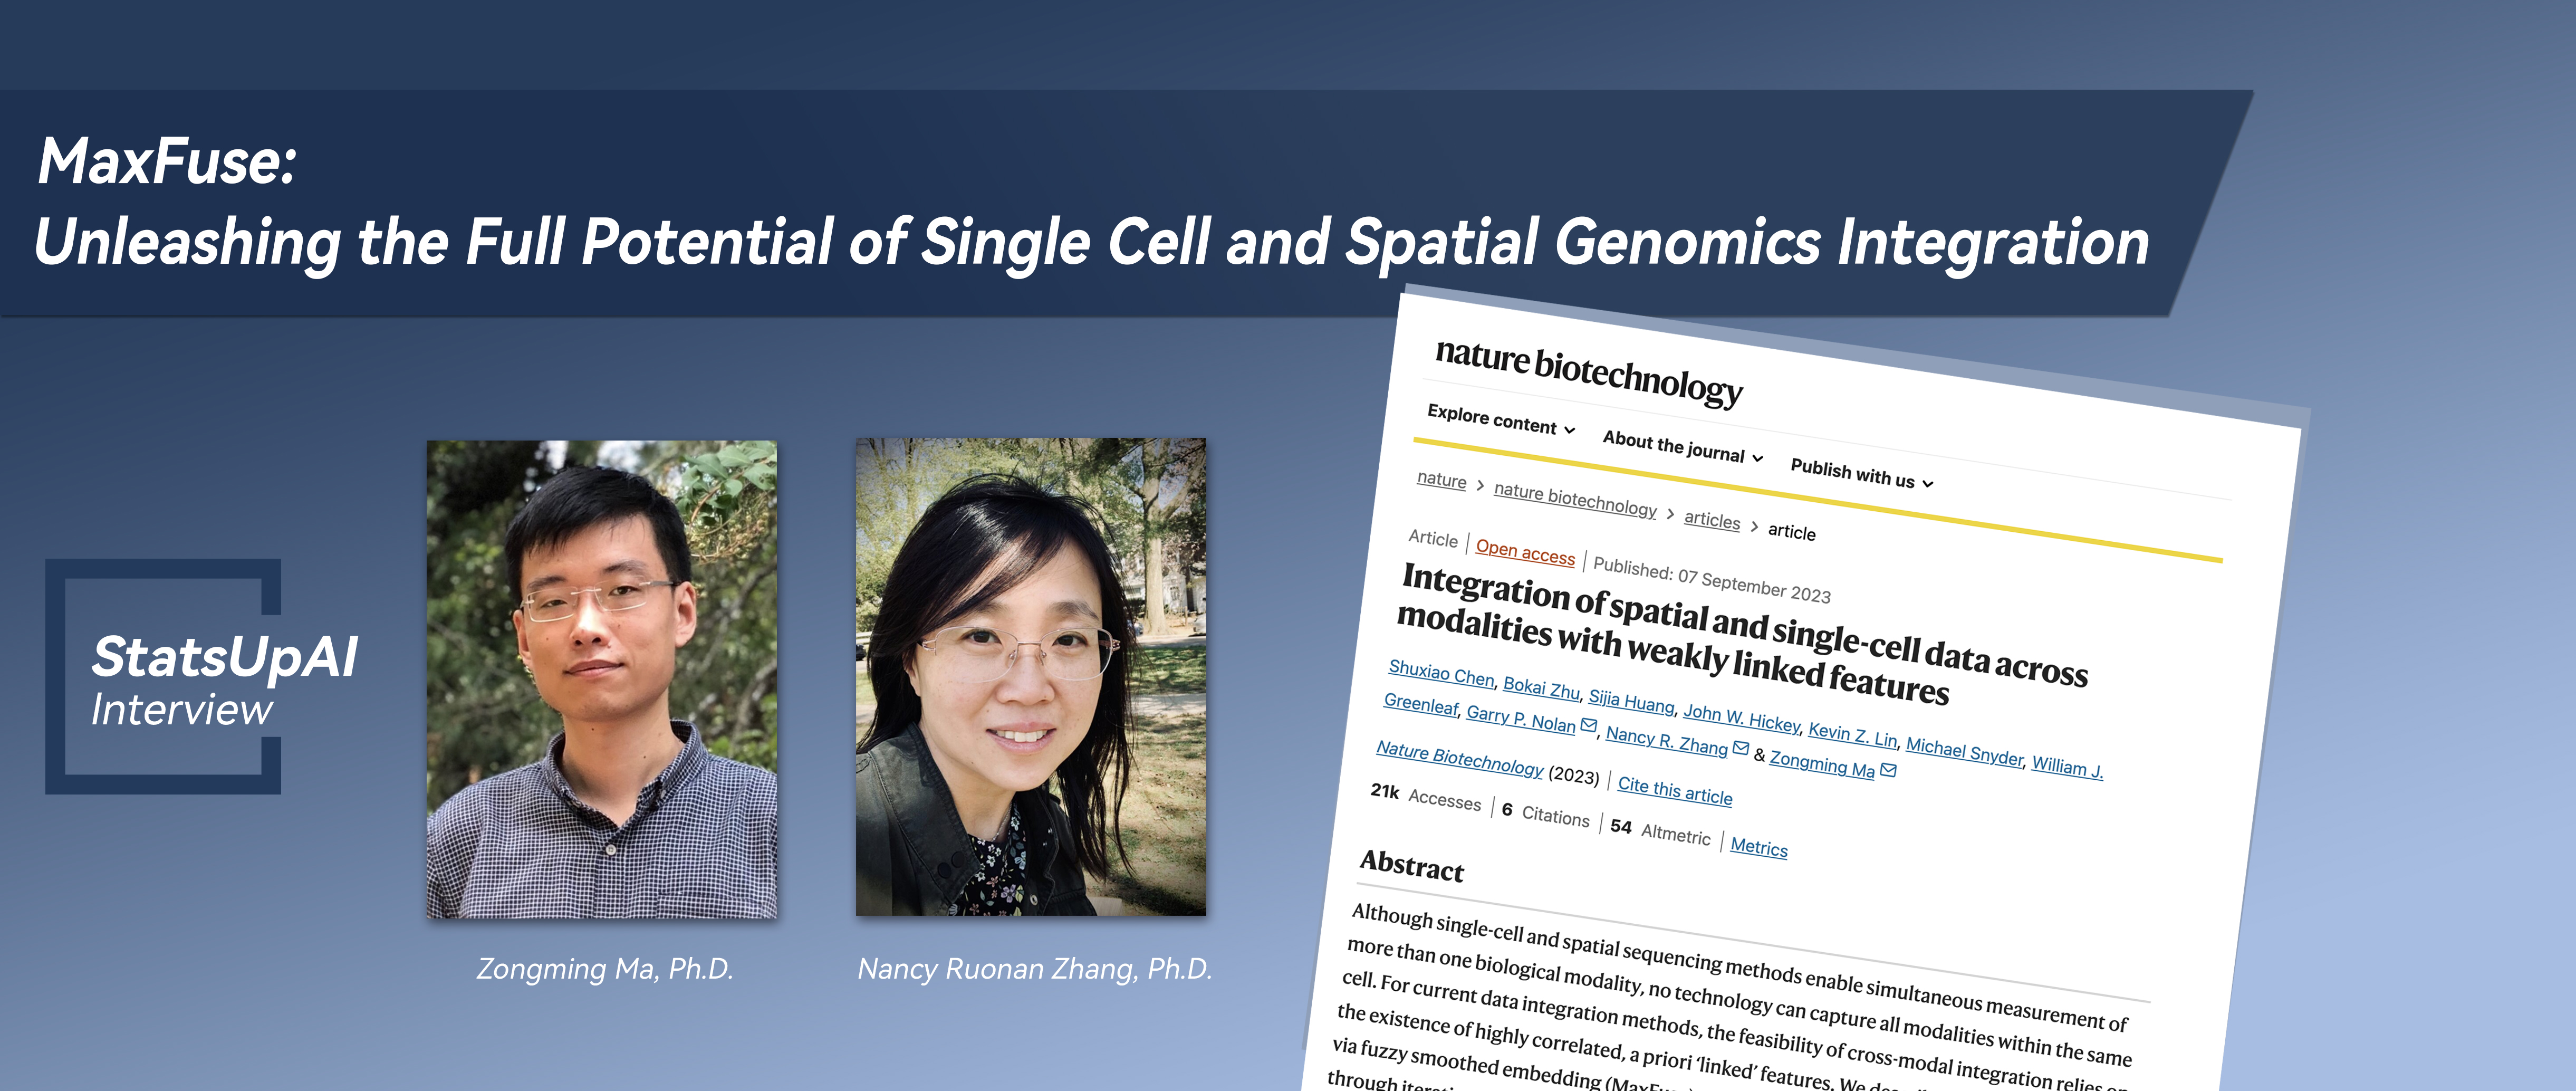 MaxFuse:
Unleashing the Full Potential of Single Cell and Spatial Genomics Integration
StatsUpAI
Interview
Zongming Ma, Ph.D.
Nancy Ruonan Zhang, Ph.D.
nature biotechnology
Explore content About the journal Publish with us
nature > nature biotechnology > articles > article
Article | Open access | Published: 07 September 2023
Integration of spatial and single-cell data across
modalities with weakly linked features
Shuxiao Chen, Bokai Zhu, Sijia Huang, John W. Hickey, Kevin Z. Lin, Michael Snyder, William J.
Greenleaf, Garry P. Nolan, Nancy R. Zhang & Zongming Ma
Nature Biotechnology (2023) | Cite this article
21k Accesses | 6 Citations | 54 Altmetric | Metrics
Abstract
Although single-cell and spatial sequencing methods enable simultaneous measurement of
more than one biological modality, no technology can capture all modalities within the same
cell. For current data integration methods, the feasibility of cross-modal integration relies on
the existence of highly correlated, a priori ‘linked’ features. We
via fuzzy smoothed embedding (MaxFuse)
through